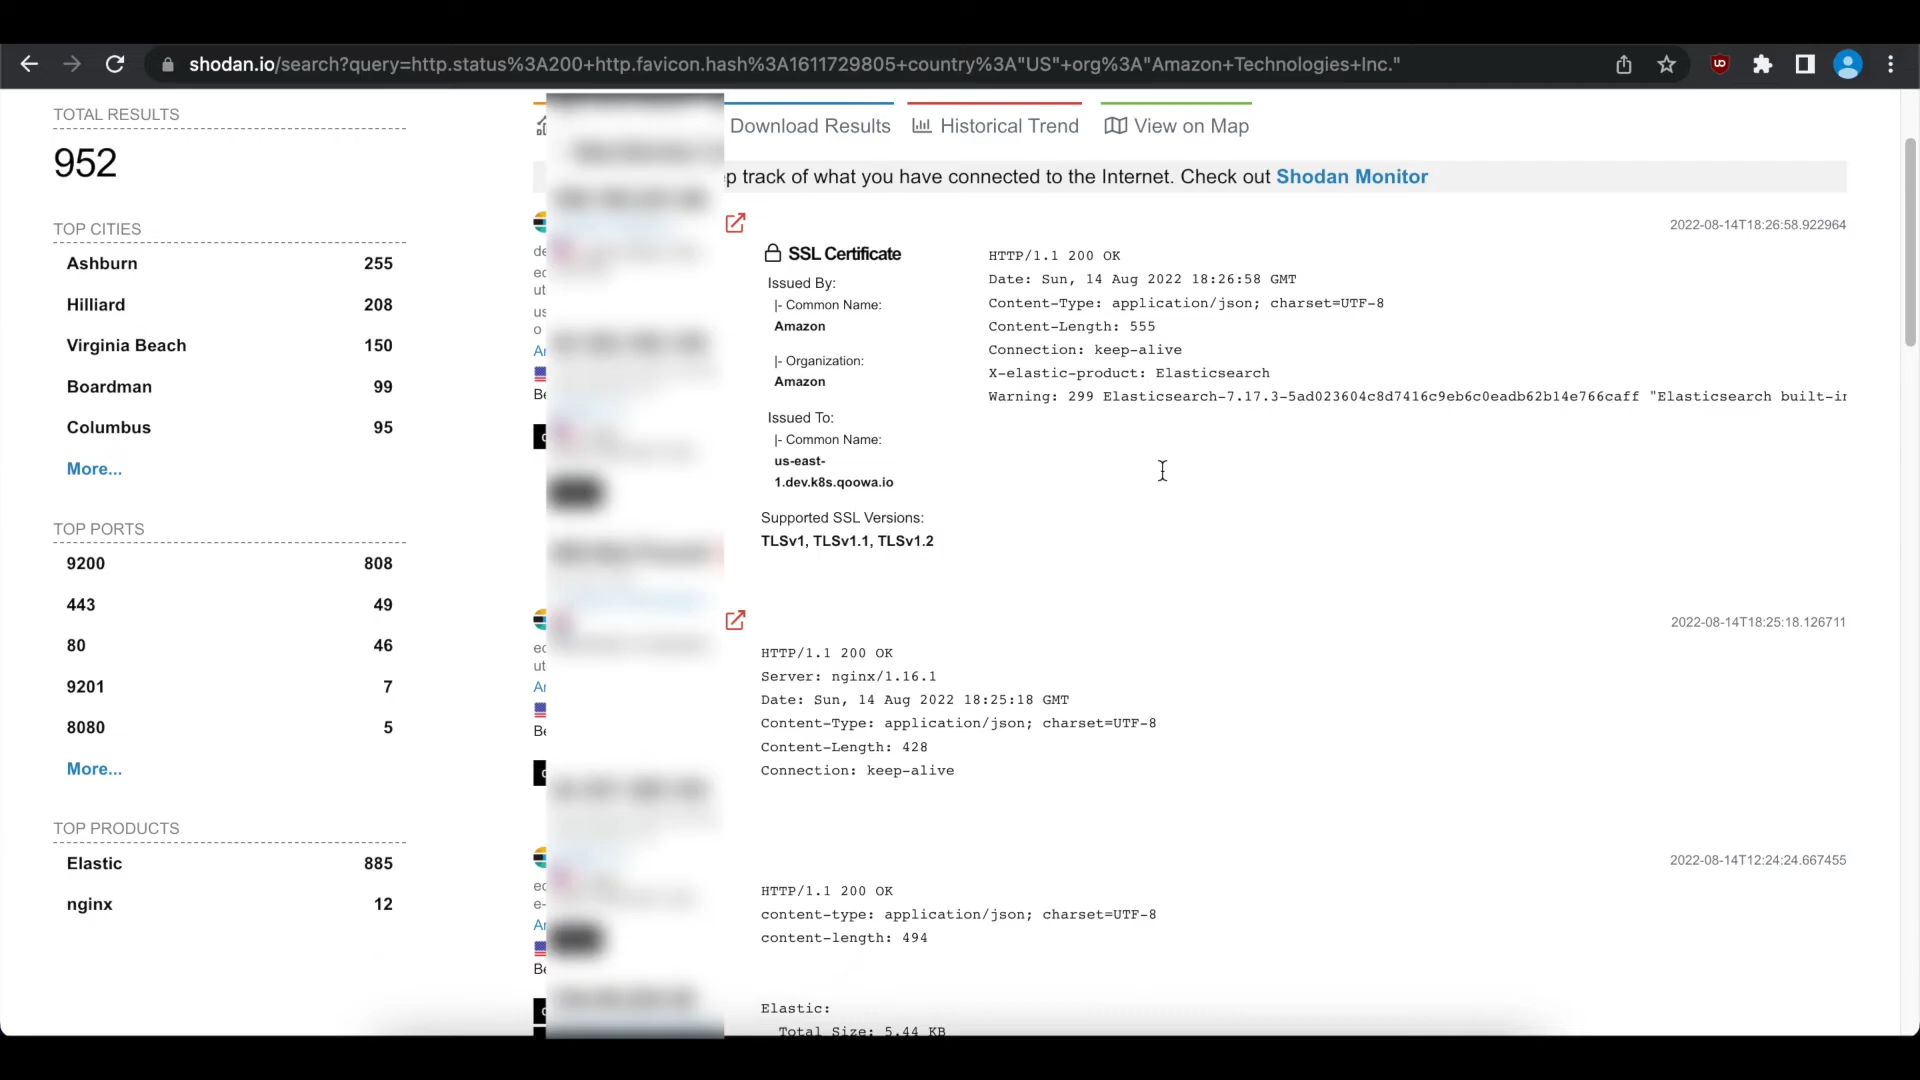 shodan.io/search?query=http.status%3A200+http.favicon.hash%3A1611729805+country%3A"US"+org%3A"Amazon+Technologies+Inc."
TOTAL RESULTS
952
TOP CITIES
Ashburn 255
Hilliard 208
Virginia Beach 150
Boardman 99
Columbus 95
More...
TOP PORTS
9200 808
443 49
80 46
9201 7
8080 5
More...
TOP PRODUCTS
Elastic 885
nginx 12
Download Results Historical Trend View on Map
p track of what you have connected to the Internet. Check out Shodan Monitor
2022-08-14T18:26:58.922964
SSL Certificate
Issued By:
|- Common Name:
Amazon
|- Organization:
Amazon
Issued To:
|- Common Name:
us-east-
1.dev.k8s.qoowa.io
Supported SSL Versions:
TLSv1, TLSv1.1, TLSv1.2
HTTP/1.1 200 OK
Date: Sun, 14 Aug 2022 18:26:58 GMT
Content-Type: application/json; charset=UTF-8
Content-Length: 555
Connection: keep-alive
X-elastic-product: Elasticsearch
Warning: 299 Elasticsearch-7.17.3-5ad023604c8d7416c9eb6c0eadb62b14e766caff "Elasticsearch built-in
2022-08-14T18:25:18.126711
HTTP/1.1 200 OK
Server: nginx/1.16.1
Date: Sun, 14 Aug 2022 18:25:18 GMT
Content-Type: application/json; charset=UTF-8
Content-Length: 428
Connection: keep-alive
2022-08-14T12:24:24.667455
HTTP/1.1 200 OK
content-type: application/json; charset=UTF-8
content-length: 494
Elastic:
Total Size: 5.44 KB